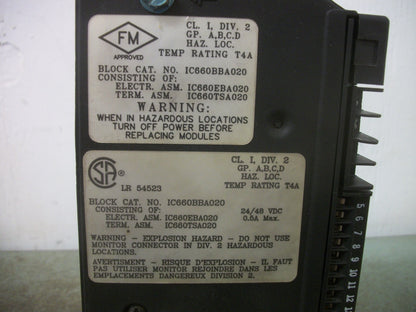 FM
APPROVED
CL. I, DIV. 2
GP. A,B,C,D
HAZ. LOC.
TEMP RATING T4A
BLOCK CAT. NO. IC660BBA020
CONSISTING OF:
ELECTR. ASM. IC660EBA020
TERM. ASM. IC660TSA020
WARNING:
WHEN IN HAZARDOUS LOCATIONS
TURN OFF POWER BEFORE
REPLACING MODULES
SA
LR 54523
CL. I, DIV. 2
GP. A,B,C,D
HAZ. LOC.
TEMP RATING T4A
BLOCK CAT. NO. IC660BBA020
CONSISTING OF: 24/48 VDC
ELECTR. ASM. IC660EBA020 0.5A Max.
TERM. ASM. IC660TSA020
WARNING - EXPLOSION HAZARD - DO NOT USE
MONITOR CONNECTOR IN DIV. 2 HAZARDOUS
LOCATIONS.
AVERTISMENT - RISQUE D'EXPLOSION - IL FAUT
PAS UTILISER MONITOR REJOINDRE DANS LES
EMPLACEMENTS DANGEREUX DIVISION 2.
5
6
7
8
9
10
11
12